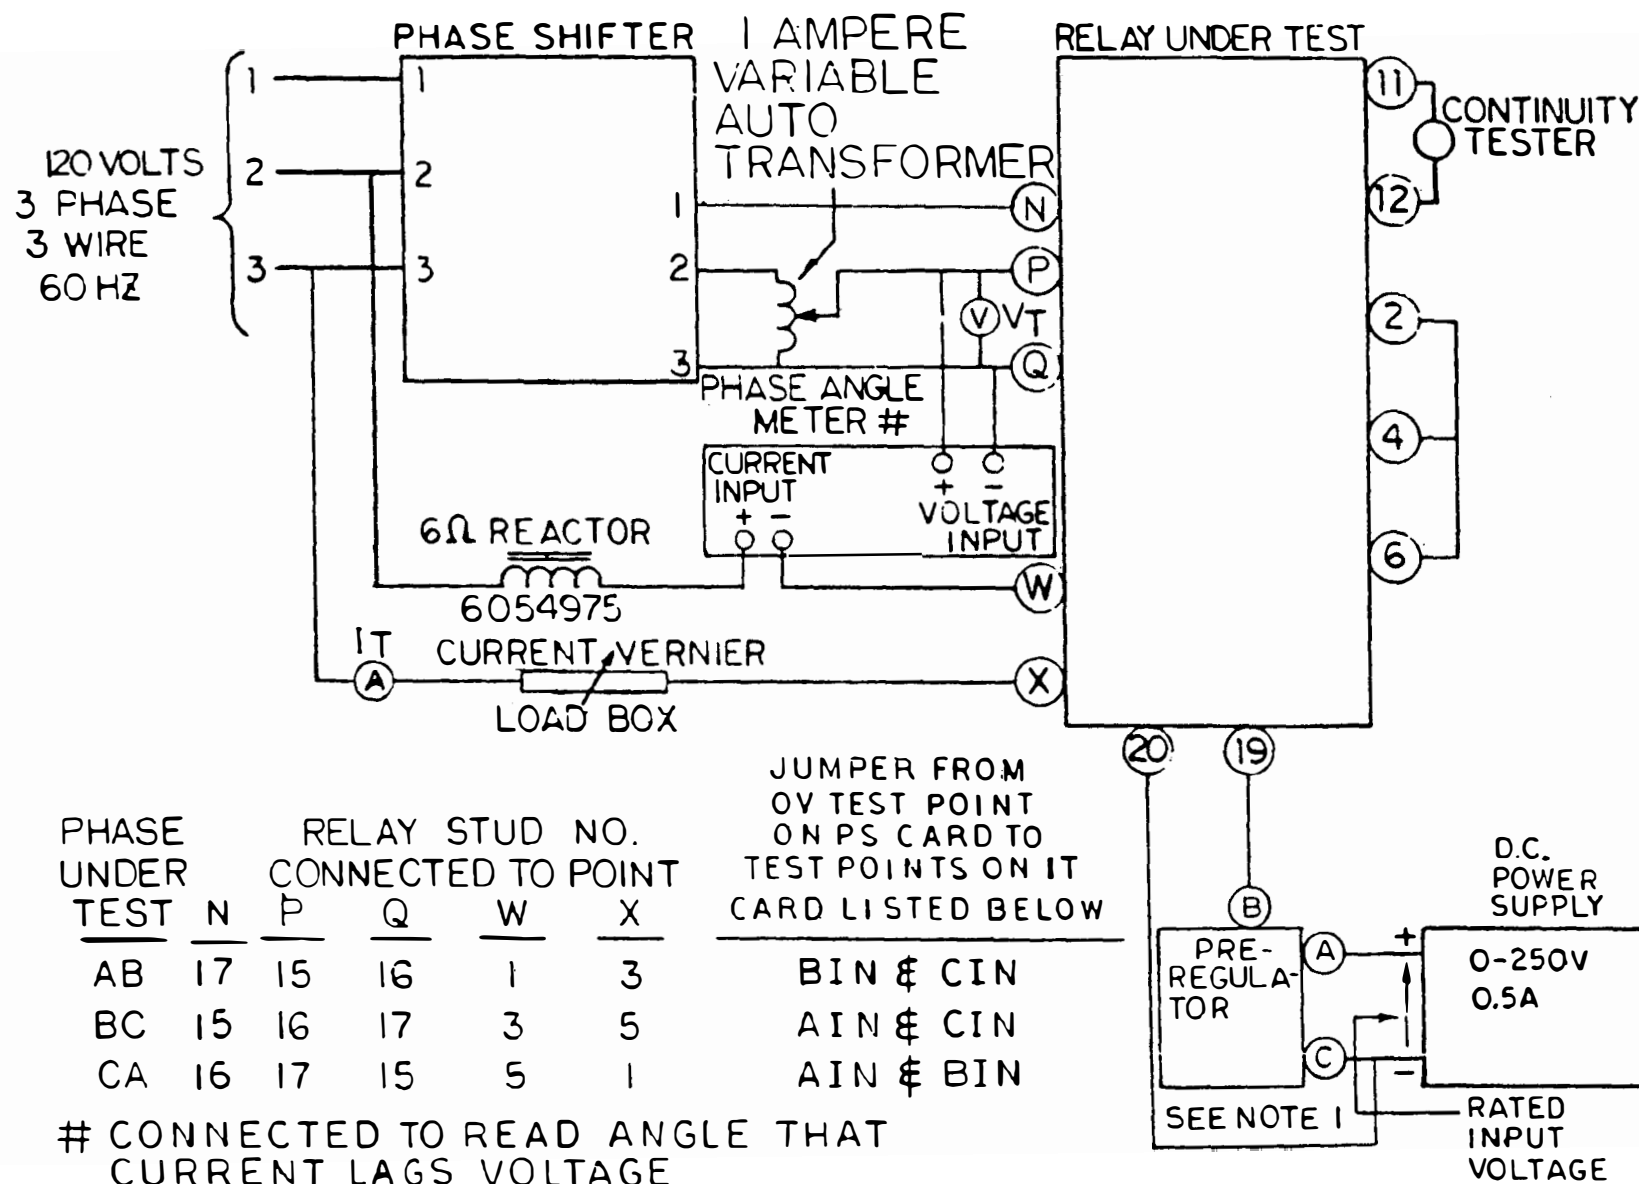 PHASE SHIFTER
1 AMPERE
VARIABLE
AUTO
TRANSFORMER
RELAY UNDER TEST
120 VOLTS
3 PHASE
3 WIRE
60 HZ
1
2
3
1
2
3
1
2
3
N
P
Q
V VT
W
X
11
12
CONTINUITY
TESTER
2
4
6
PHASE ANGLE
METER #
CURRENT
INPUT
+ -
+ -
VOLTAGE
INPUT
6Ω REACTOR
6054975
IT
A
CURRENT VERNIER
LOAD BOX
20 19
PHASE
UNDER
TEST
RELAY STUD NO.
CONNECTED TO POINT
N P Q W X
JUMPER FROM
OV TEST POINT
ON PS CARD TO
TEST POINTS ON IT
CARD LISTED BELOW
AB 17 15 16 1 3 BIN & CIN
BC 15 16 17 3 5 AIN & CIN
CA 16 17 15 5 1 AIN & BIN
# CONNECTED TO READ ANGLE THAT
CURRENT LAGS VOLTAGE
B
PRE-
REGULA-
TOR
A
C
SEE NOTE 1
D.C.
POWER
SUPPLY
+
-
0-250V
0.5A
RATED
INPUT
VOLTAGE